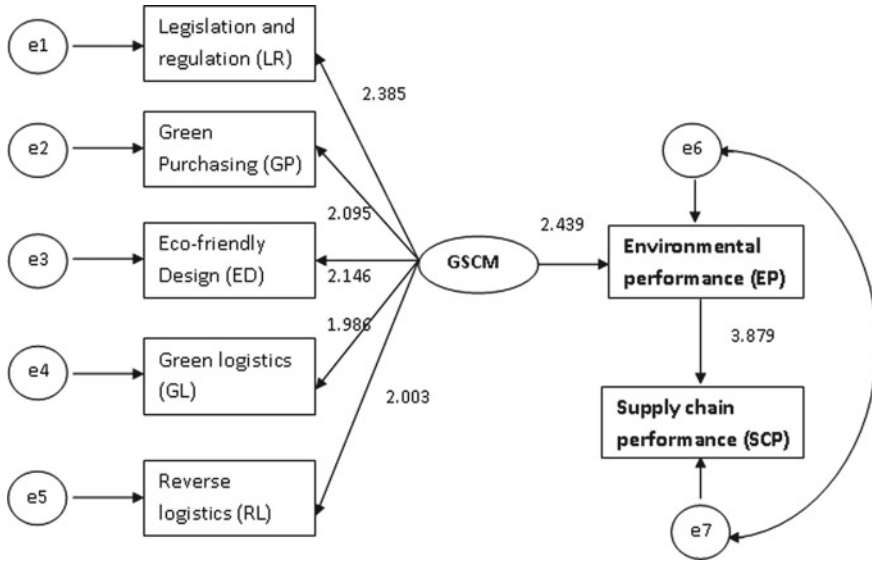 e1
Legislation and
regulation (LR)
2.385
e2
Green
Purchasing (GP)
2.095
e3
Eco-friendly
Design (ED)
2.146
e4
Green logistics
(GL)
1.986
e5
Reverse
logistics (RL)
2.003
GSCM
2.439
e6
Environmental
performance (EP)
3.879
Supply chain
performance (SCP)
e7